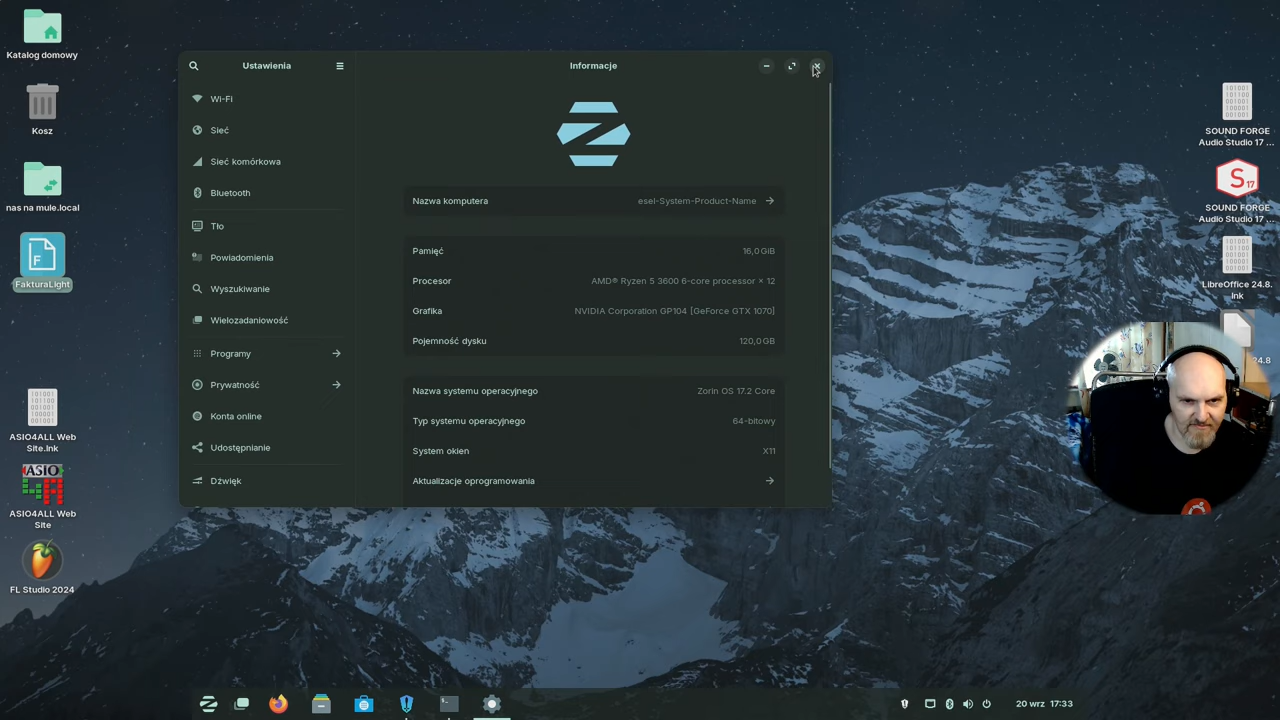 Katalog domowy
Kosz
nas na mule.local
FakturaLight
ASIO4ALL Web
Site.lnk
ASIO
ASIO4ALL Web
Site
FL Studio 2024
Ustawienia
Wi-Fi
Sieć
Sieć komórkowa
Bluetooth
Tło
Powiadomienia
Wyszukiwanie
Wielozadaniowość
Programy
Prywatność
Konta online
Udostępnianie
Dźwięk
Informacje
Nazwa komputera
esel-System-Product-Name
Pamięć
16,0 GiB
Procesor
AMD® Ryzen 5 3600 6-core processor × 12
Grafika
NVIDIA Corporation GP104 [GeForce GTX 1070]
Pojemność dysku
120,0 GB
Nazwa systemu operacyjnego
Zorin OS 17.2 Core
Typ systemu operacyjnego
64-bitowy
System okien
X11
Aktualizacje oprogramowania
SOUND FORGE
Audio Studio 17 ...
S17
SOUND FORGE
Audio Studio 17 ...
LibreOffice 24.8.
lnk
24.8
20 wrz 17:33